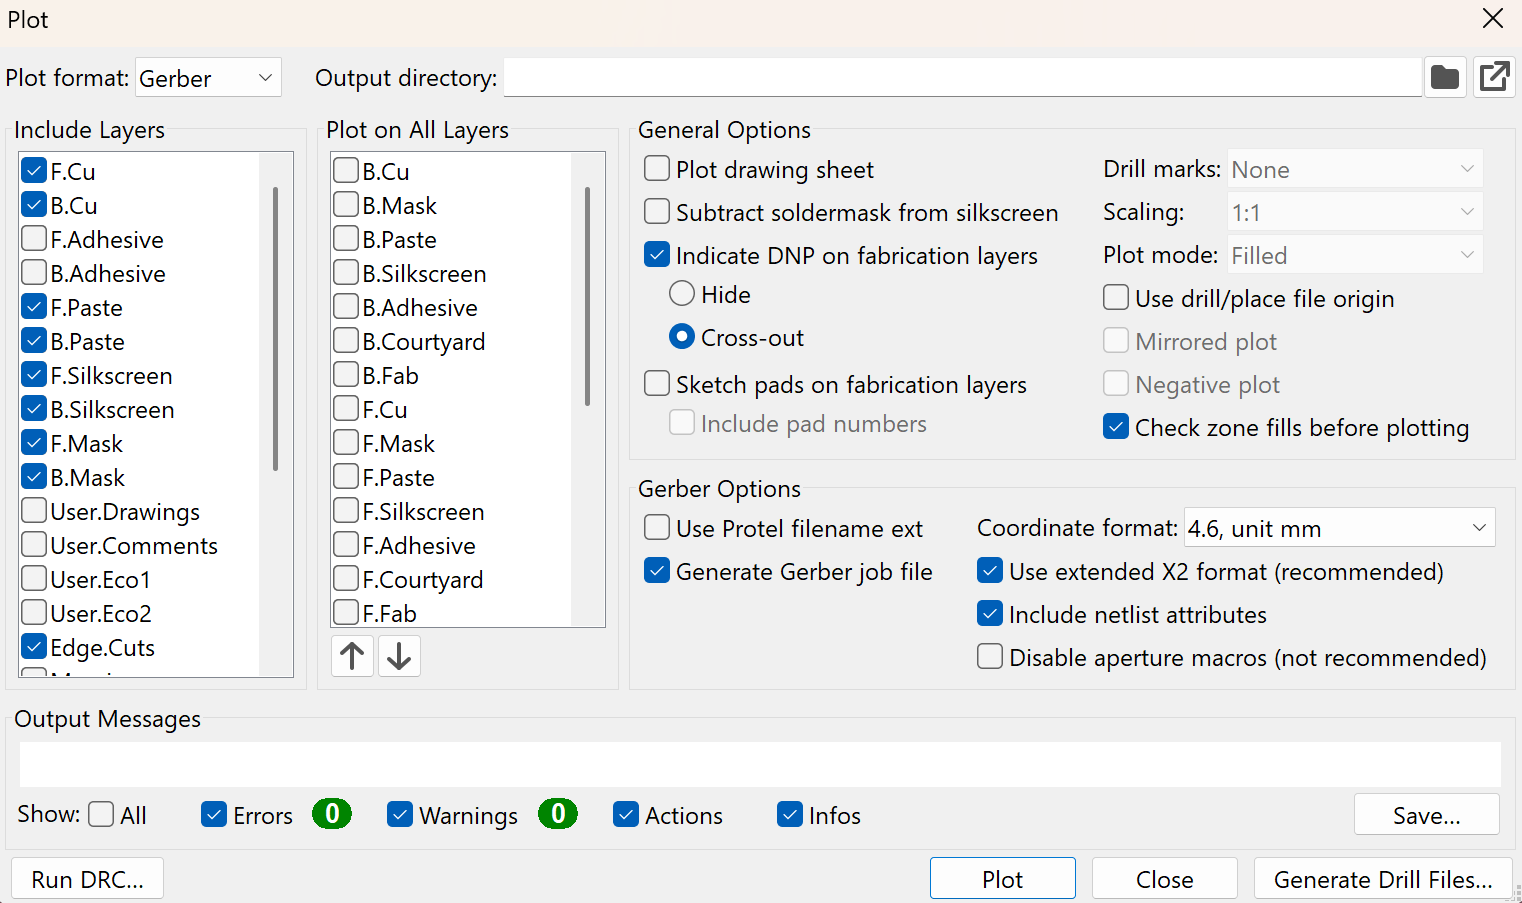 Plot
Plot format: Gerber
Output directory:
Include Layers
F.Cu
B.Cu
F.Adhesive
B.Adhesive
F.Paste
B.Paste
F.Silkscreen
B.Silkscreen
F.Mask
B.Mask
User.Drawings
User.Comments
User.Eco1
User.Eco2
Edge.Cuts
Plot on All Layers
B.Cu
B.Mask
B.Paste
B.Silkscreen
B.Adhesive
B.Courtyard
B.Fab
F.Cu
F.Mask
F.Paste
F.Silkscreen
F.Adhesive
F.Courtyard
F.Fab
General Options
Plot drawing sheet
Subtract soldermask from silkscreen
Indicate DNP on fabrication layers
Hide
Cross-out
Sketch pads on fabrication layers
Include pad numbers
Drill marks: None
Scaling: 1:1
Plot mode: Filled
Use drill/place file origin
Mirrored plot
Negative plot
Check zone fills before plotting
Gerber Options
Use Protel filename ext
Generate Gerber job file
Coordinate format: 4.6, unit mm
Use extended X2 format (recommended)
Include netlist attributes
Disable aperture macros (not recommended)
Output Messages
Show: All Errors 0 Warnings 0 Actions Infos Save...
Run DRC... Plot Close Generate Drill Files...